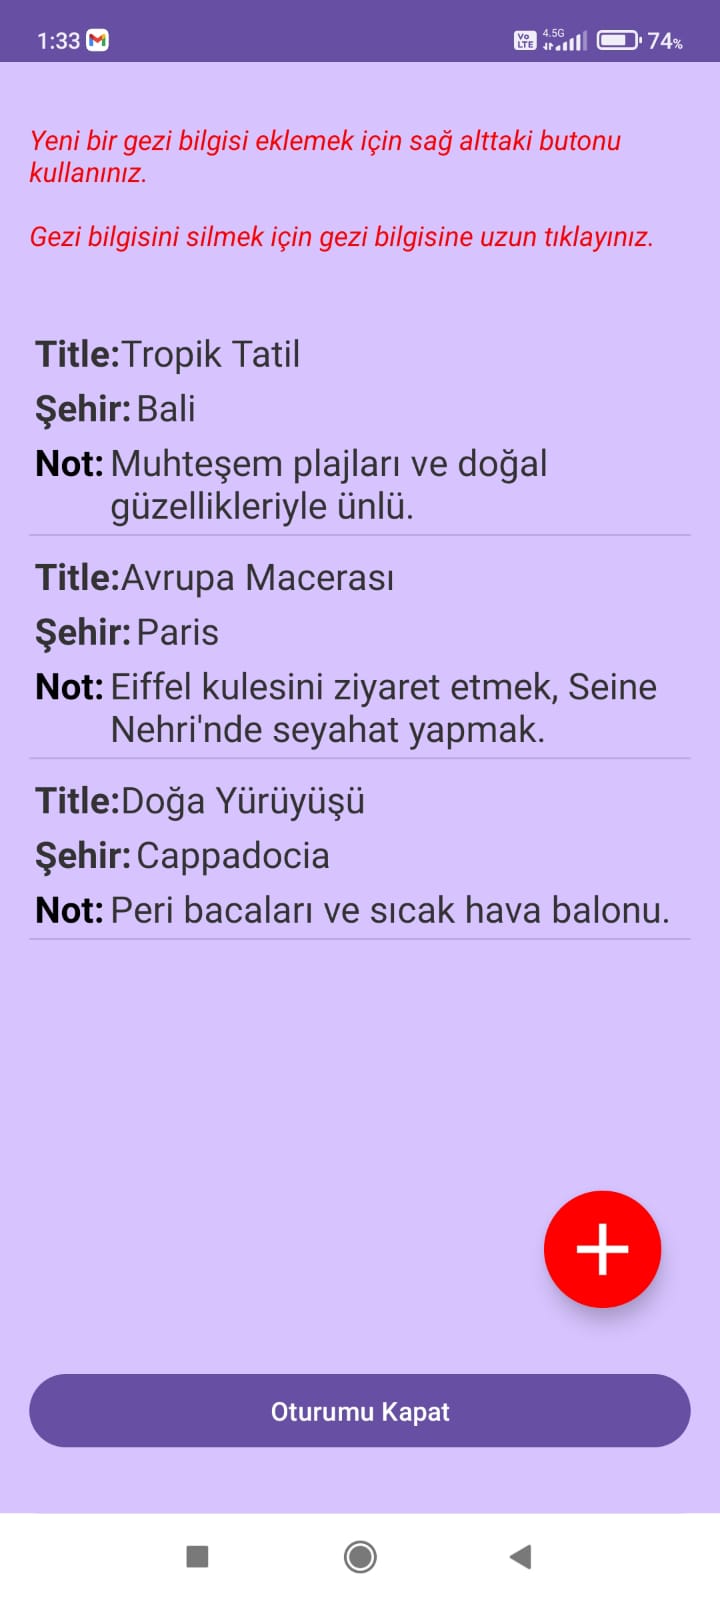 1:33
Vo LTE 4.5G 74%
Yeni bir gezi bilgisi eklemek için sağ alttaki butonu
kullanınız.
Gezi bilgisini silmek için gezi bilgisine uzun tıklayınız.
Title:Tropik Tatil
Şehir: Bali
Not: Muhteşem plajları ve doğal
güzellikleriyle ünlü.
Title:Avrupa Macerası
Şehir: Paris
Not: Eiffel kulesini ziyaret etmek, Seine
Nehri'nde seyahat yapmak.
Title:Doğa Yürüyüşü
Şehir: Cappadocia
Not: Peri bacaları ve sıcak hava balonu.
Oturumu Kapat